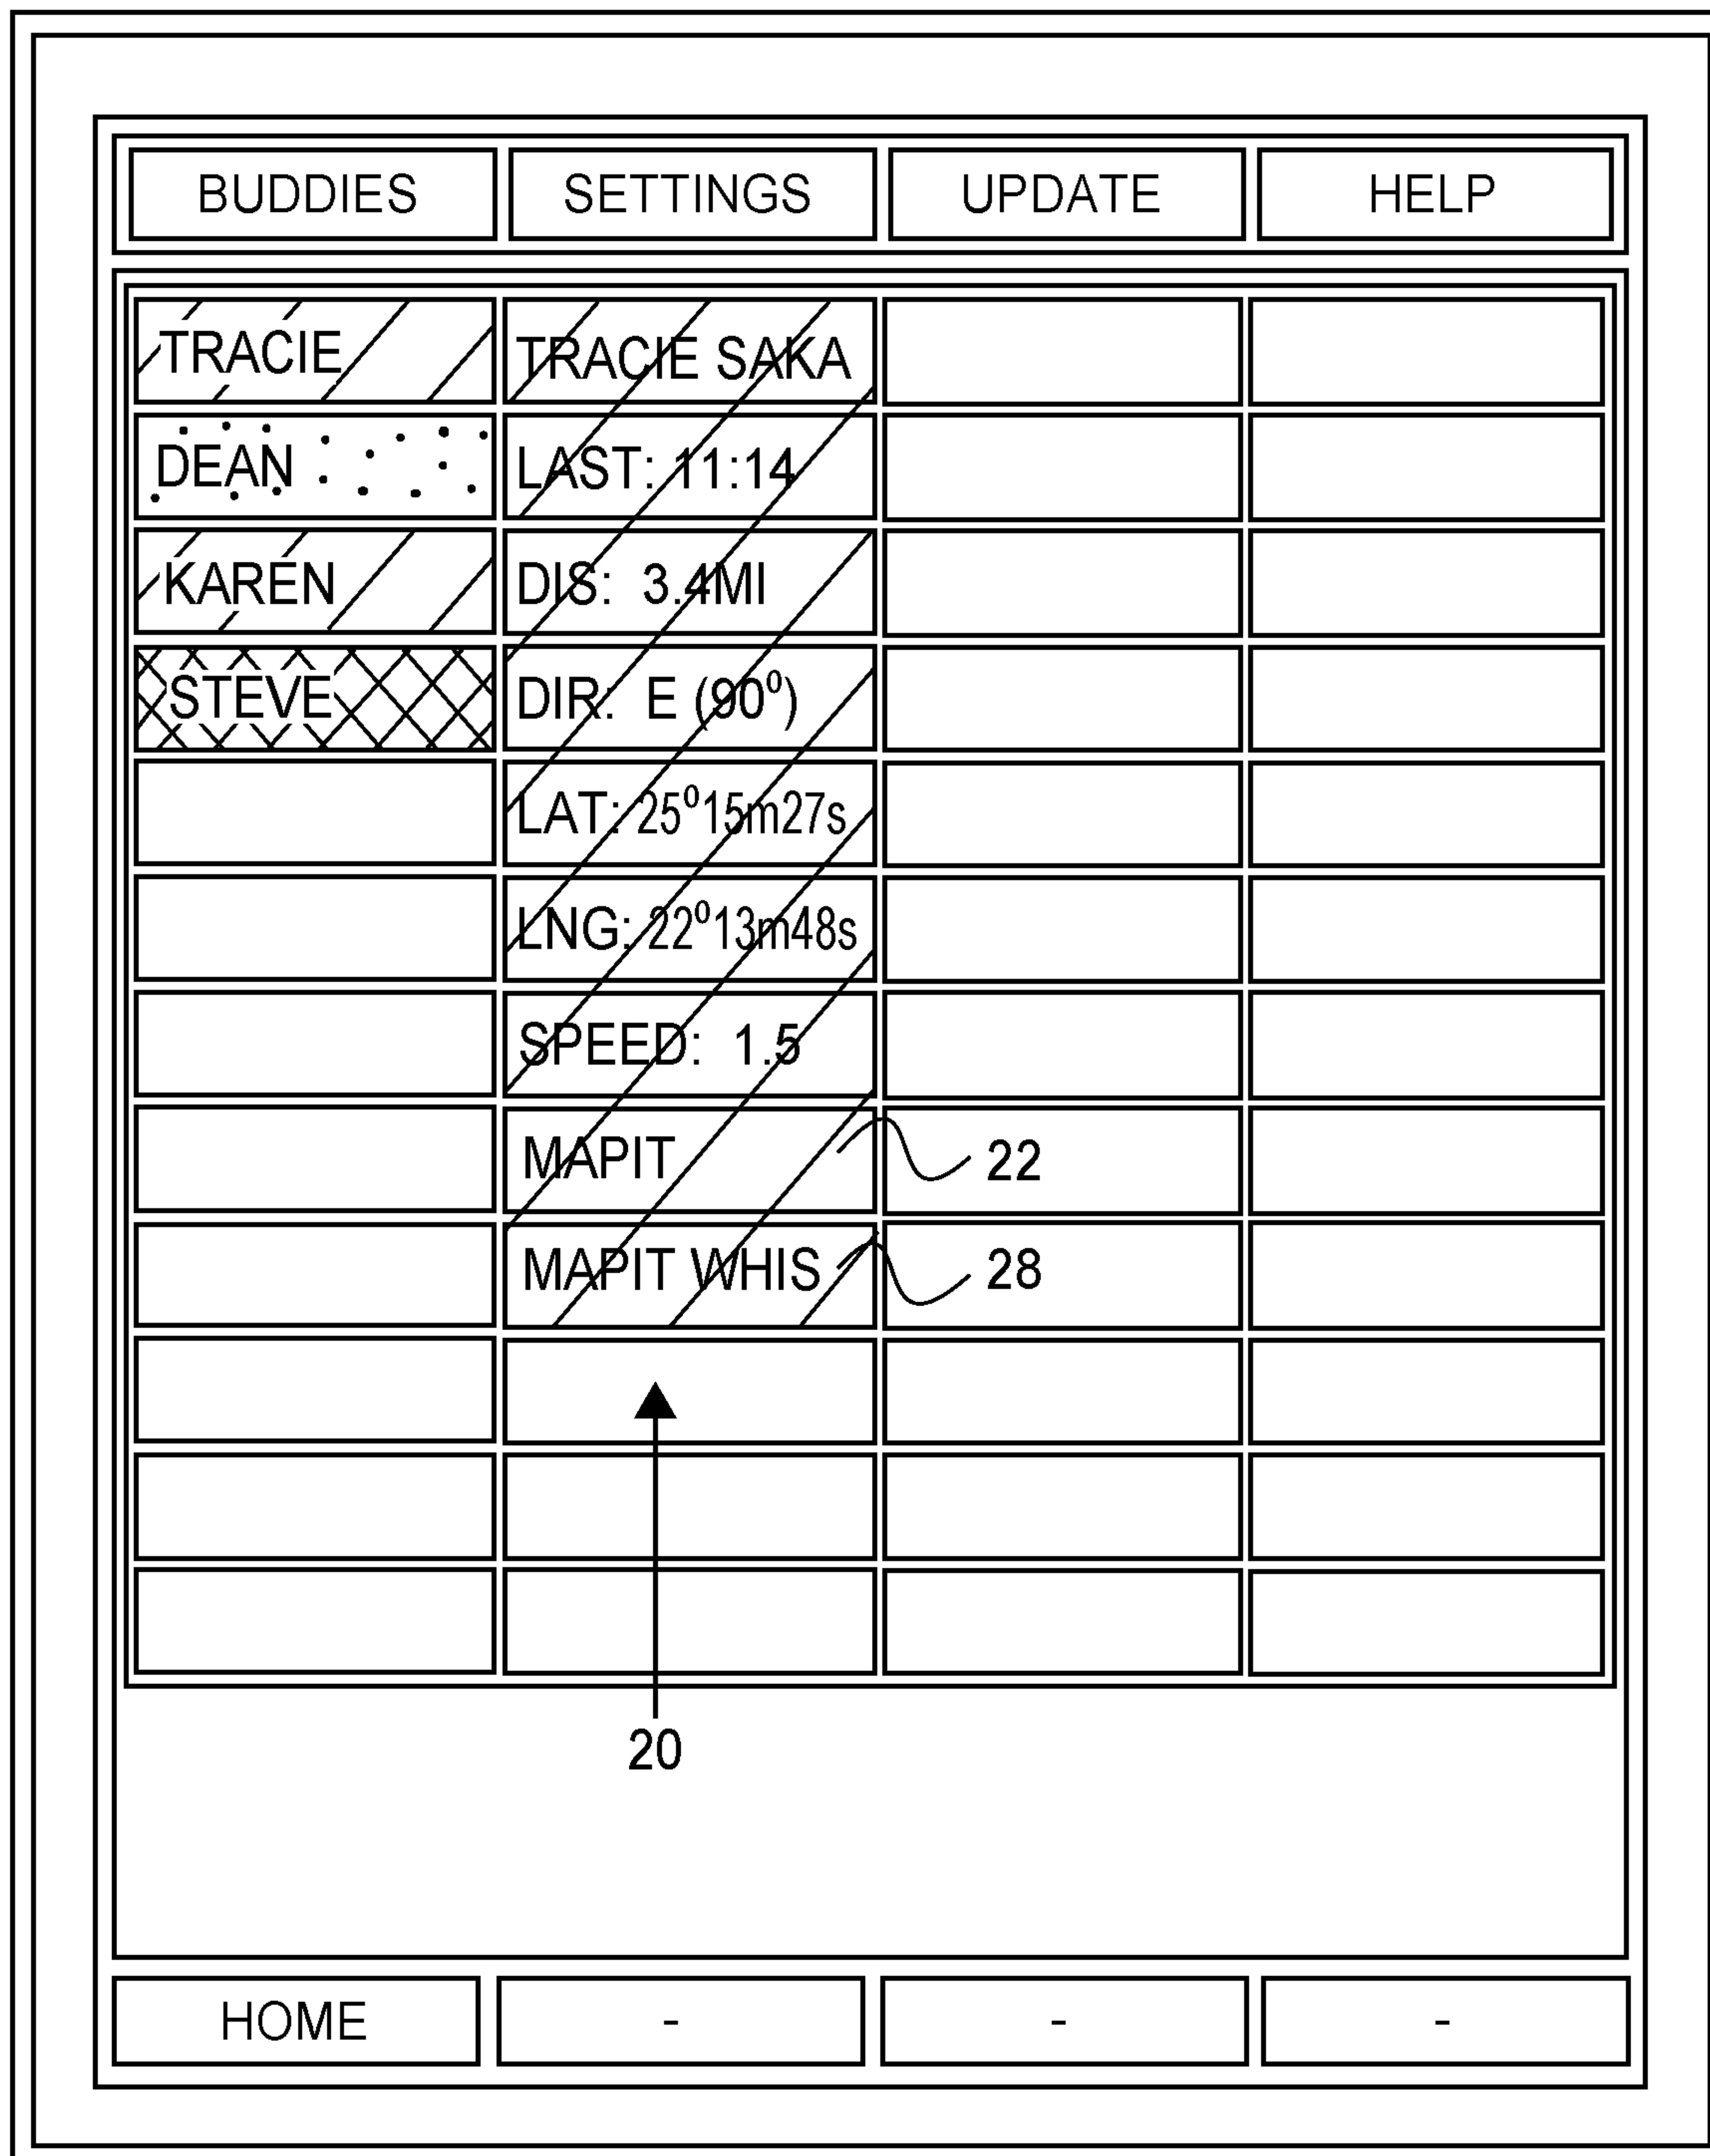 BUDDIES SETTINGS UPDATE HELP
TRACIE TRACIE SAKA
DEAN LAST: 11:14
KAREN DIS: 3.4MI
STEVE DIR: E (90⁰)
LAT: 25⁰15m27s
LNG: 22⁰13m48s
SPEED: 1.5
MAPIT 22
MAPIT WHIS 28
20
HOME - - -